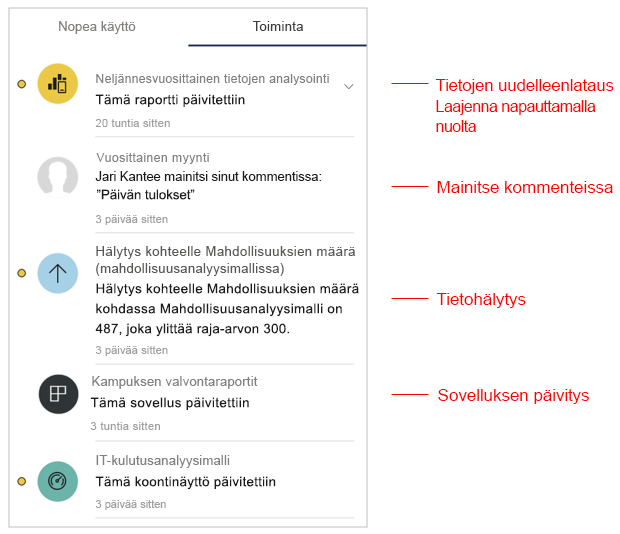 Nopea käyttö
Toiminta
Neljännesvuosittainen tietojen analysointi
Tämä raportti päivitettiin
20 tuntia sitten
Tietojen uudelleenlataus
Laajenna napauttamalla
nuolta
Vuosittainen myynti
Jari Kantee mainitsi sinut kommentissa:
"Päivän tulokset"
3 päivää sitten
Mainitse kommenteissa
Hälytys kohteelle Mahdollisuuksien määrä
(mahdollisuusanalyysimallissa)
Hälytys kohteelle Mahdollisuuksien määrä
kohdassa Mahdollisuusanalyysimalli on
487, joka ylittää raja-arvon 300.
3 päivää sitten
Tietohälytys
Kampuksen valvontaraportit
Tämä sovellus päivitettiin
3 tuntia sitten
Sovelluksen päivitys
IT-kulutusanalyysimalli
Tämä koontinäyttö päivitettiin
3 päivää sitten